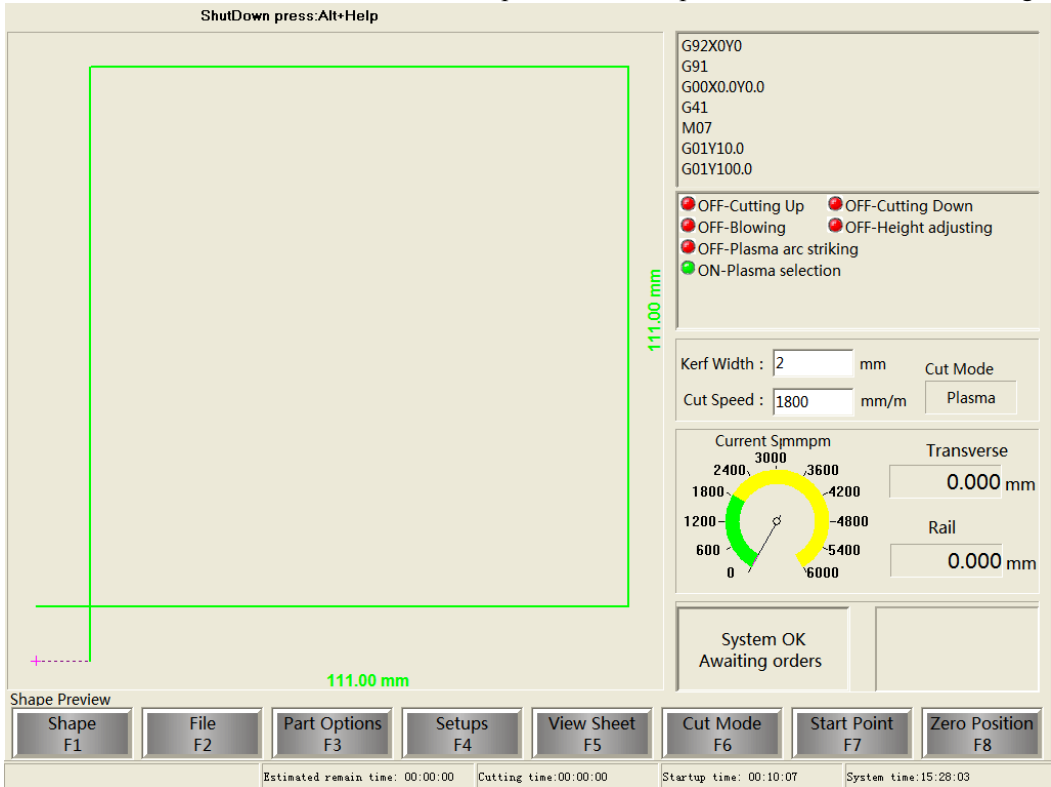 ShutDown press:Alt+Help
G92X0Y0
G91
G00X0.0Y0.0
G41
M07
G01Y10.0
G01Y100.0
OFF-Cutting Up OFF-Cutting Down
OFF-Blowing OFF-Height adjusting
OFF-Plasma arc striking
ON-Plasma selection
111.00 mm
Kerf Width : 2 mm
Cut Mode
Cut Speed : 1800 mm/m
Plasma
Current Smmpm
3000
2400 3600
1800 4200
1200 4800
600 5400
0 6000
Transverse
0.000 mm
Rail
0.000 mm
System OK
Awaiting orders
111.00 mm
Shape Preview
Shape
F1
File
F2
Part Options
F3
Setups
F4
View Sheet
F5
Cut Mode
F6
Start Point
F7
Zero Position
F8
Estimated remain time: 00:00:00 Cutting time:00:00:00 Startup time: 00:10:07 System time:15:28:03